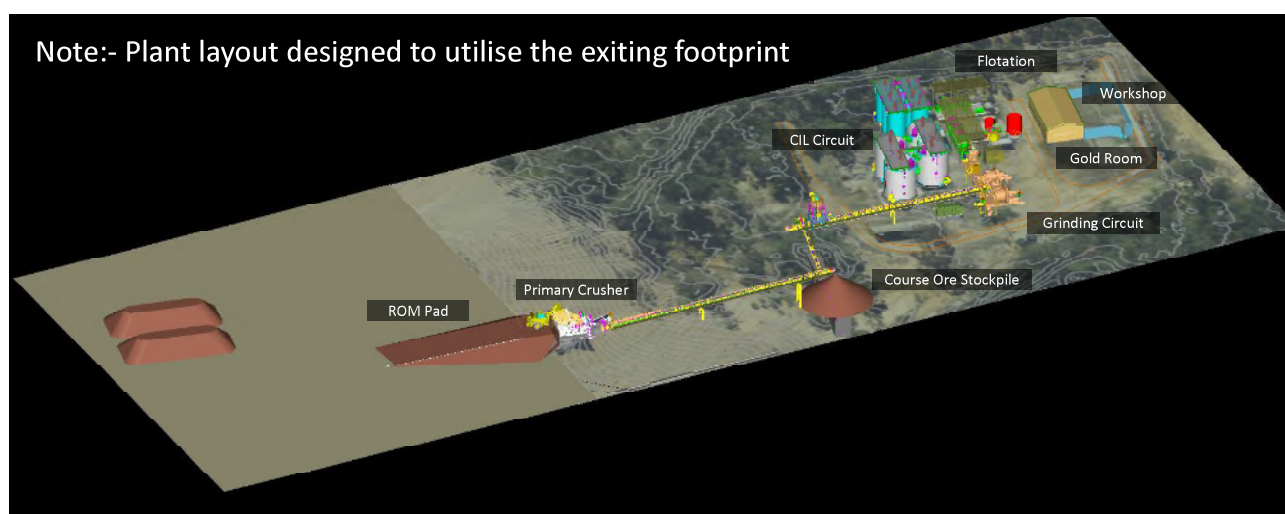 Note:- Plant layout designed to utilise the exiting footprint
Flotation
Workshop
CIL Circuit
Gold Room
Grinding Circuit
Course Ore Stockpile
Primary Crusher
ROM Pad